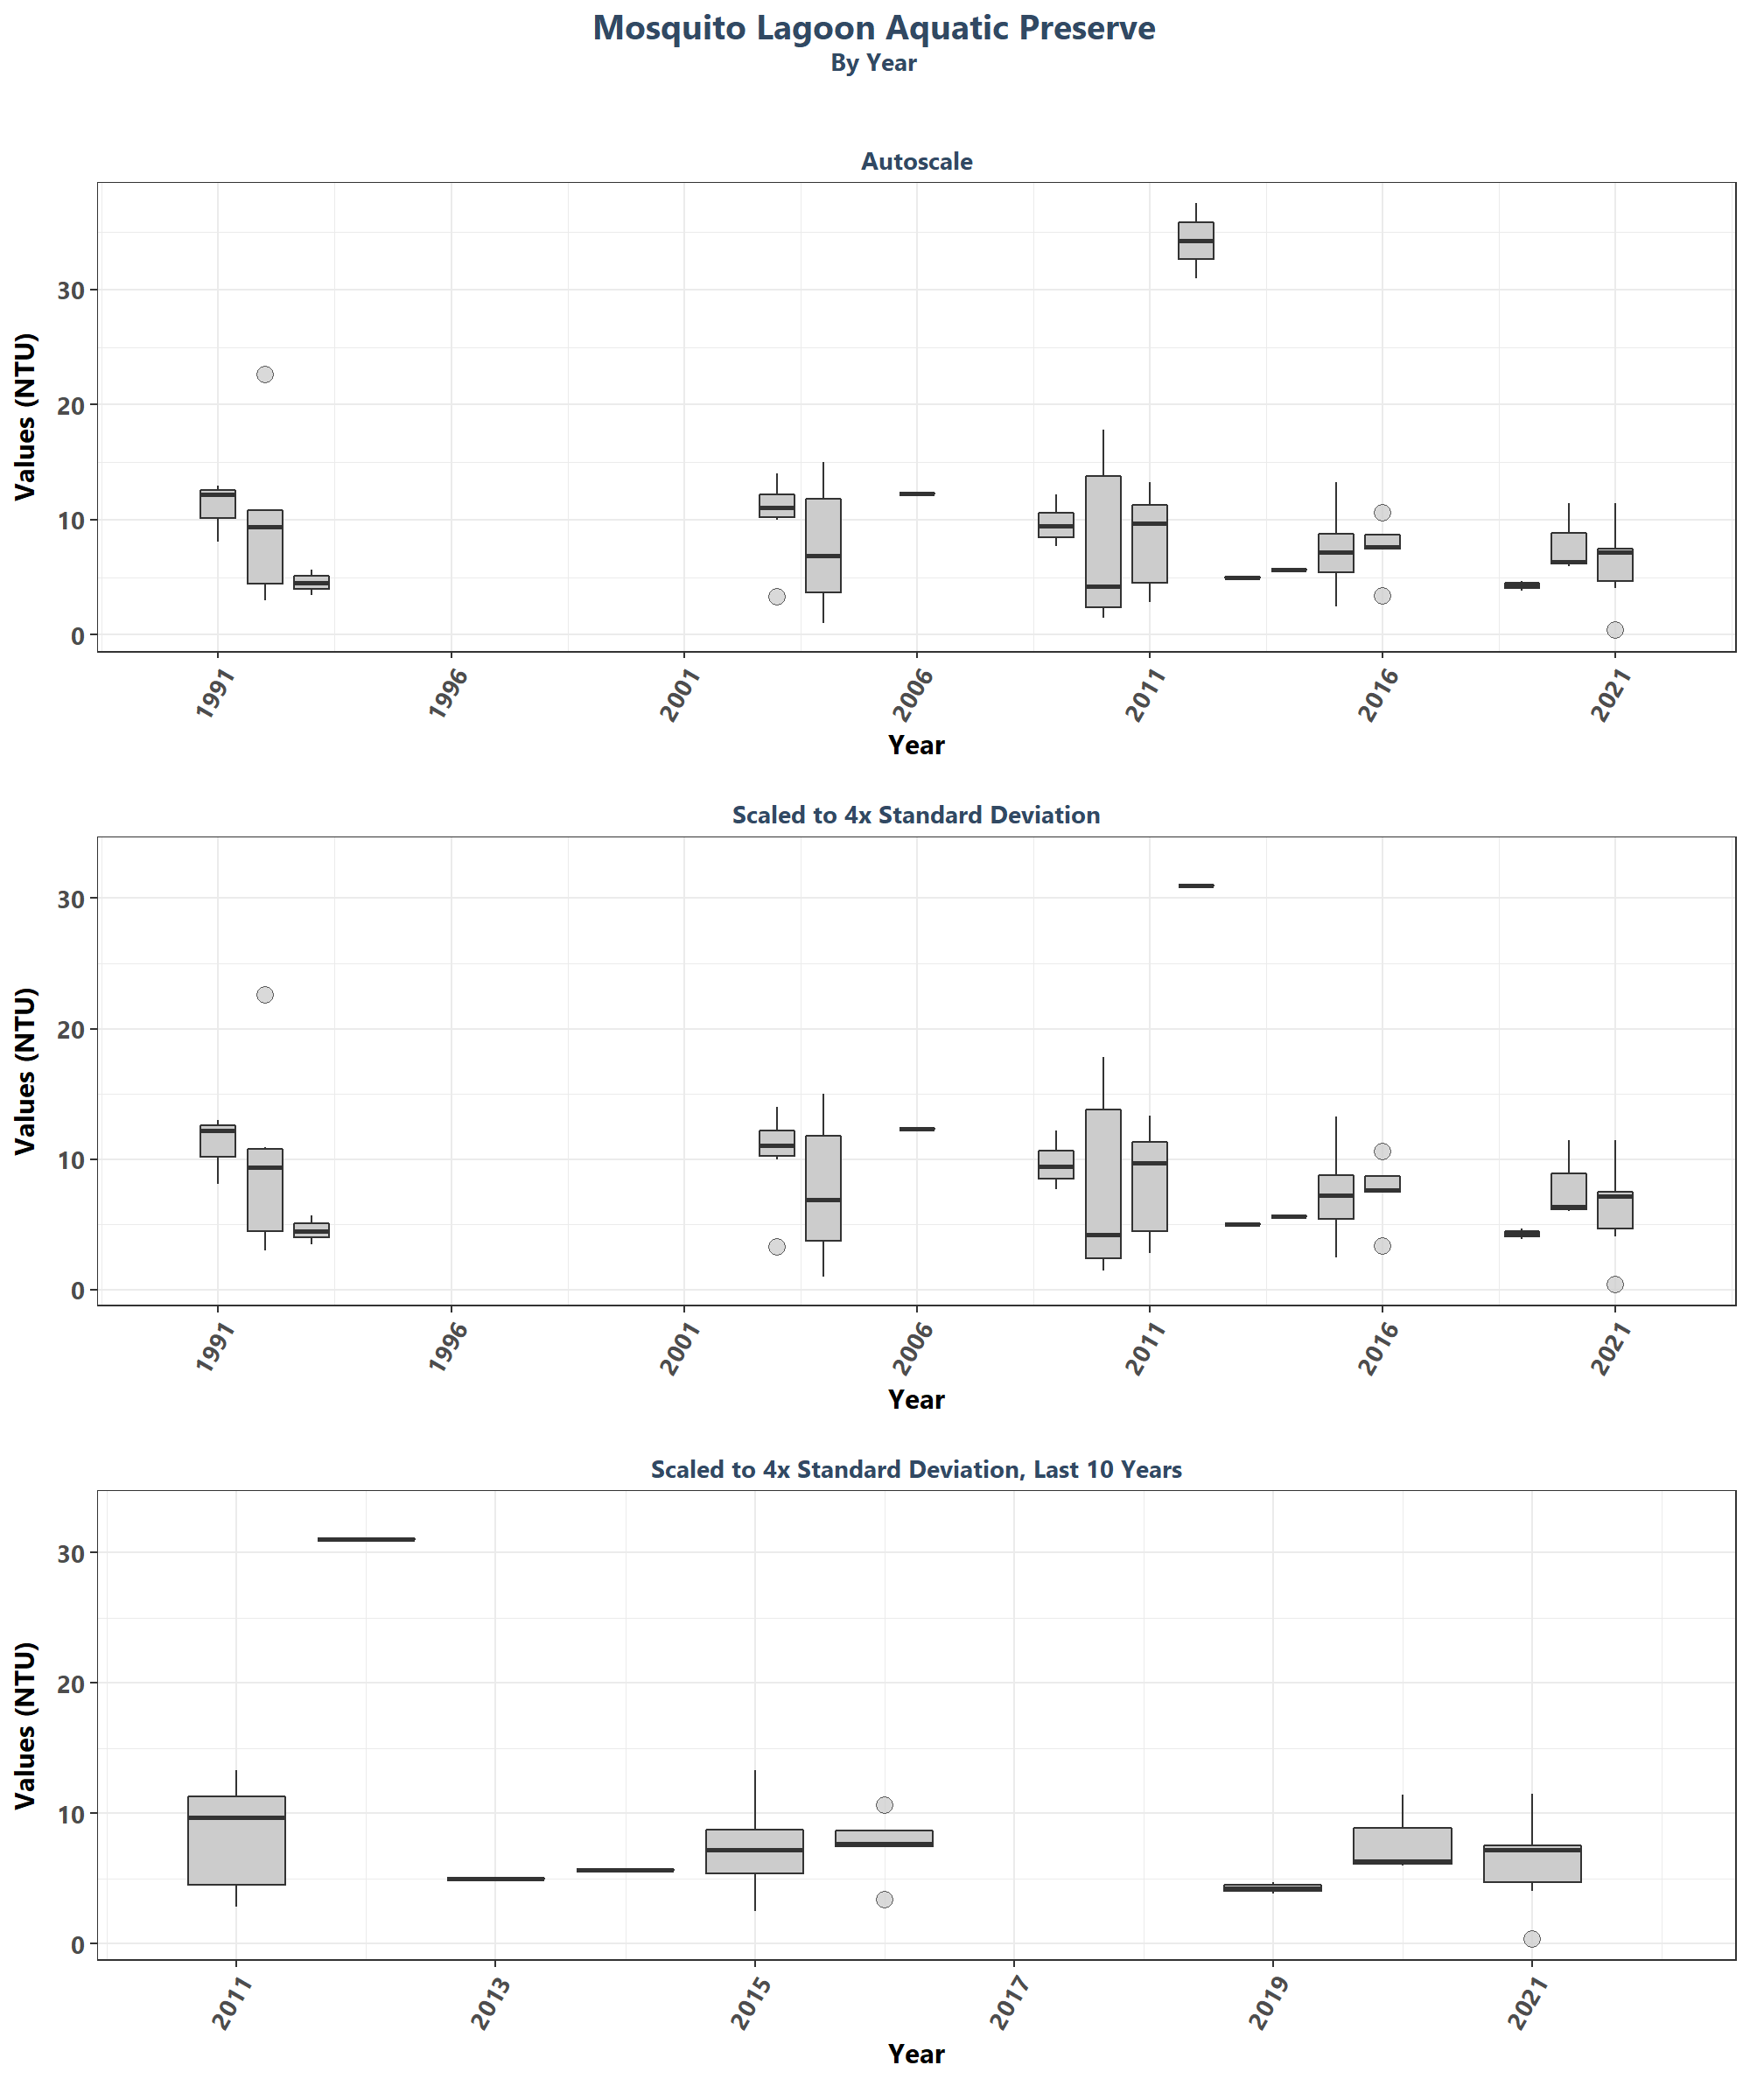 Mosquito Lagoon Aquatic Preserve
By Year
Autoscale
Values (NTU)
30
20
10
0
1991 1996 2001 2006 2011 2016 2021
Year
Scaled to 4x Standard Deviation
Values (NTU)
30
20
10
0
1991 1996 2001 2006 2011 2016 2021
Year
Scaled to 4x Standard Deviation, Last 10 Years
Values (NTU)
30
20
10
0
2011 2013 2015 2017 2019 2021
Year